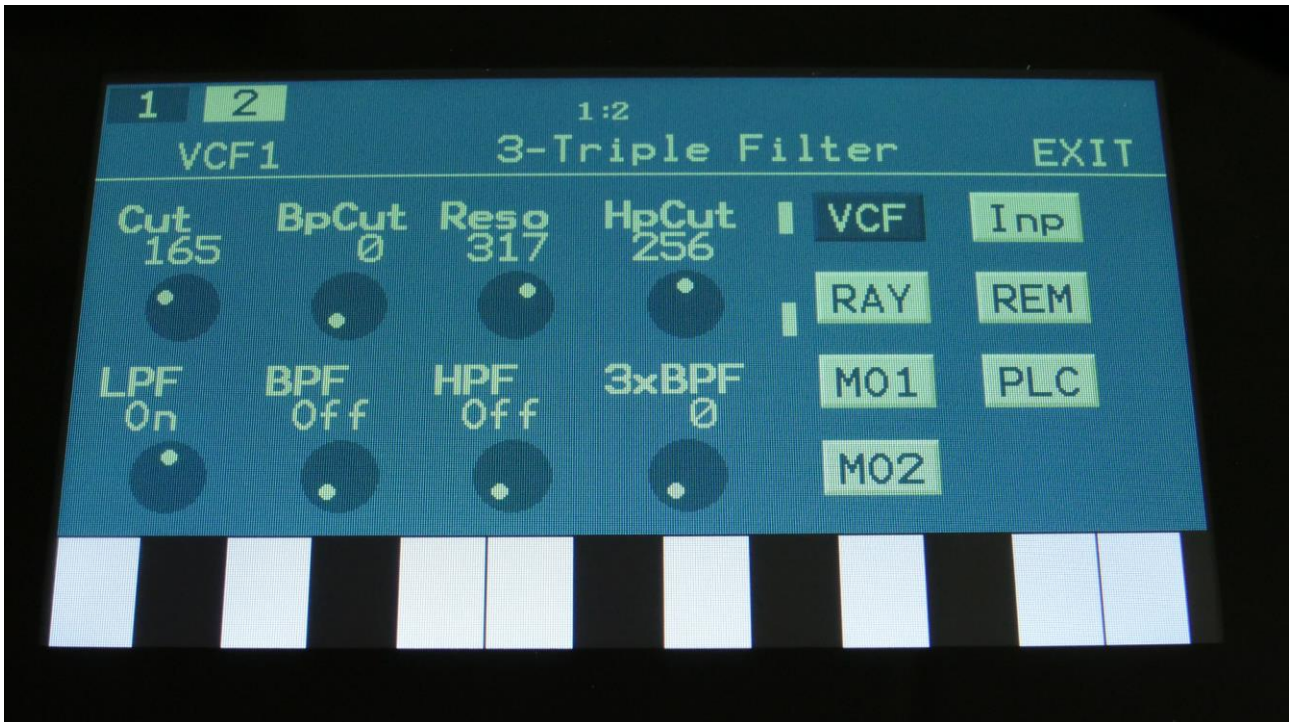 1 2 1:2
VCF1 3-Triple Filter EXIT
Cut BpCut Reso HpCut VCF Inp
165 0 317 256
RAY REM
LPF BPF HPF 3xBPF MO1 PLC
On Off Off 0
MO2